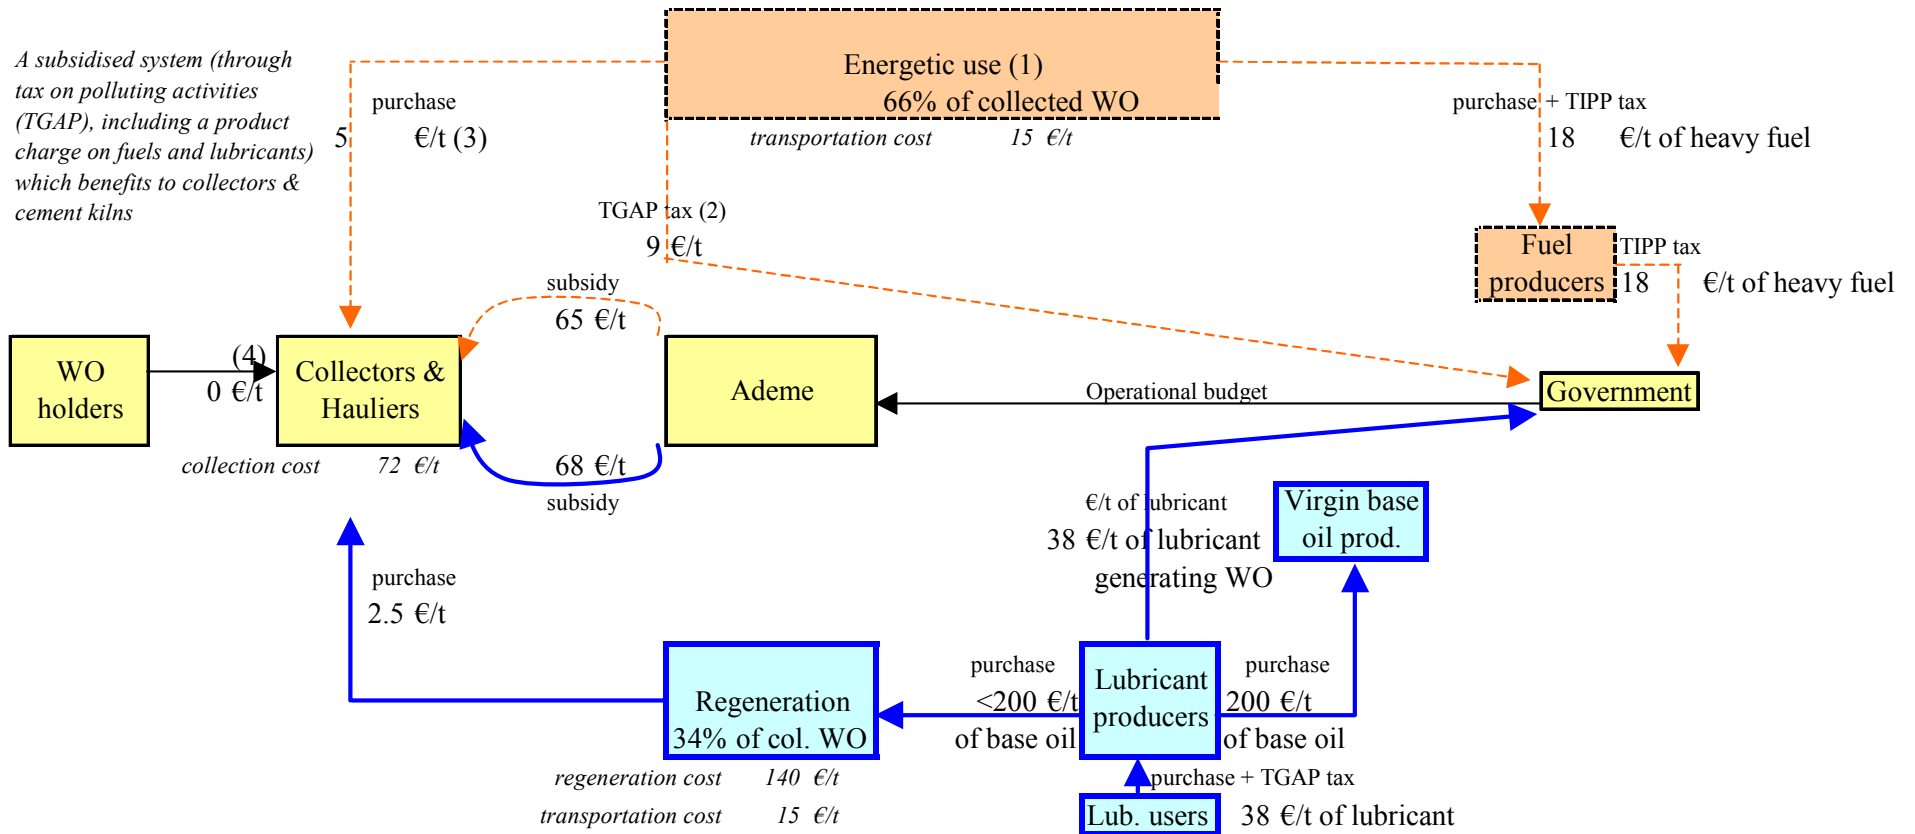 A subsidised system (through
tax on polluting activities
(TGAP), including a product
charge on fuels and lubricants)
which benefits to collectors &
cement kilns
Energetic use (1)
66% of collected WO
transportation cost 15 €/t
purchase
5 €/t (3)
purchase + TIPP tax
18 €/t of heavy fuel
TGAP tax (2)
9 €/t
Fuel
producers
TIPP tax
18 €/t of heavy fuel
subsidy
65 €/t
WO
holders
(4)
0 €/t
Collectors &
Hauliers
Ademe
Operational budget
Government
collection cost 72 €/t
68 €/t
subsidy
€/t of lubricant
38 €/t of lubricant
generating WO
Virgin base
oil prod.
purchase
2.5 €/t
Regeneration
34% of col. WO
purchase
<200 €/t
of base oil
Lubricant
producers
purchase
200 €/t
of base oil
regeneration cost 140 €/t
transportation cost 15 €/t
purchase + TGAP tax
Lub. users
38 €/t of lubricant